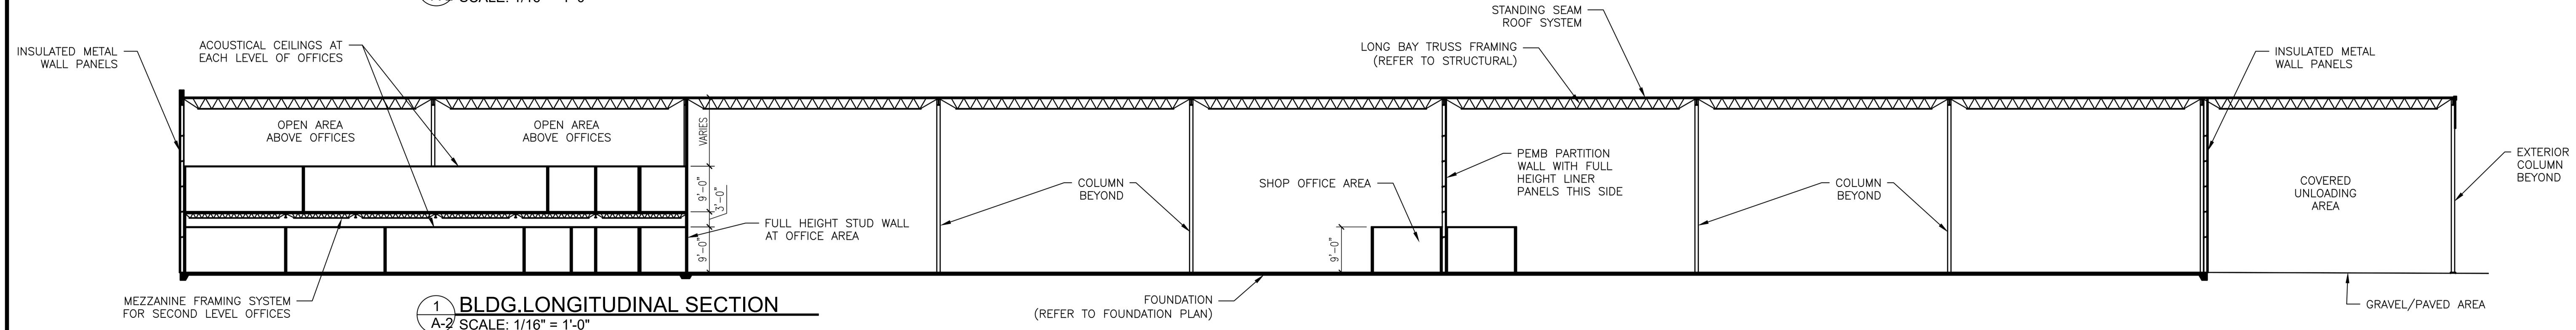 SCALE: 1/16" = 1'-0"
STANDING SEAM
ROOF SYSTEM
INSULATED METAL
WALL PANELS
ACOUSTICAL CEILINGS AT
EACH LEVEL OF OFFICES
LONG BAY TRUSS FRAMING
(REFER TO STRUCTURAL)
INSULATED METAL
WALL PANELS
OPEN AREA
ABOVE OFFICES
OPEN AREA
ABOVE OFFICES
VARIES
9'-0"
3'-0"
9'-0"
COLUMN
BEYOND
SHOP OFFICE AREA
9'-0"
PEMB PARTITION
WALL WITH FULL
HEIGHT LINER
PANELS THIS SIDE
COLUMN
BEYOND
COVERED
UNLOADING
AREA
EXTERIOR
COLUMN
BEYOND
FULL HEIGHT STUD WALL
AT OFFICE AREA
MEZZANINE FRAMING SYSTEM
FOR SECOND LEVEL OFFICES
FOUNDATION
(REFER TO FOUNDATION PLAN)
GRAVEL/PAVED AREA
1
A-2
BLDG.LONGITUDINAL SECTION
SCALE: 1/16" = 1'-0"